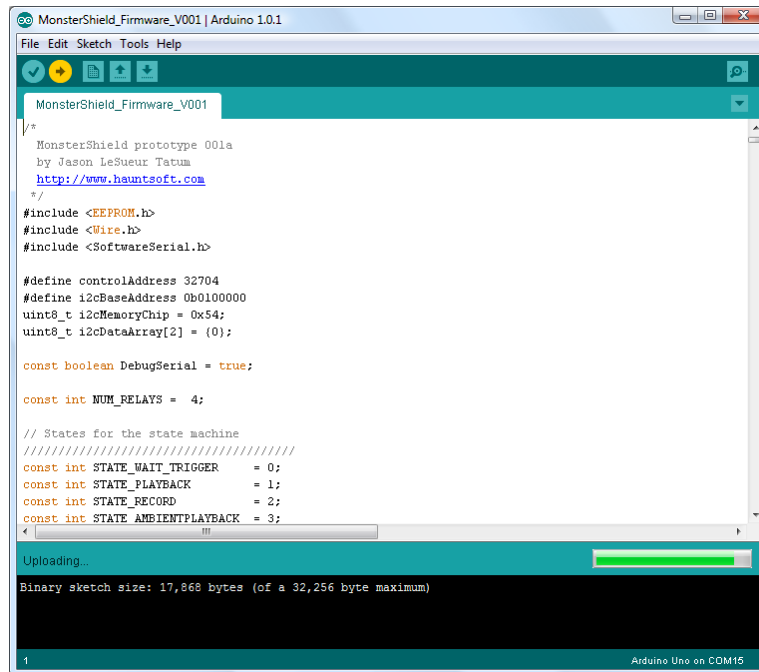 MonsterShield_Firmware_V001 | Arduino 1.0.1
File Edit Sketch Tools Help
MonsterShield_Firmware_V001
/*
MonsterShield prototype 001a
by Jason LeSueur Tatum
http://www.hauntsoft.com
*/
#include <EEPROM.h>
#include <Wire.h>
#include <SoftwareSerial.h>
#define controlAddress 32704
#define i2cBaseAddress 0b0100000
uint8_t i2cMemoryChip = 0x54;
uint8_t i2cDataArray[2] = {0};
const boolean DebugSerial = true;
const int NUM_RELAYS =  4;
// States for the state machine
////////////////////////////////////////
const int STATE_WAIT_TRIGGER     = 0;
const int STATE_PLAYBACK         = 1;
const int STATE_RECORD           = 2;
const int STATE_AMBIENTPLAYBACK  = 3;
Uploading...
Binary sketch size: 17,868 bytes (of a 32,256 byte maximum)
1 Arduino Uno on COM15